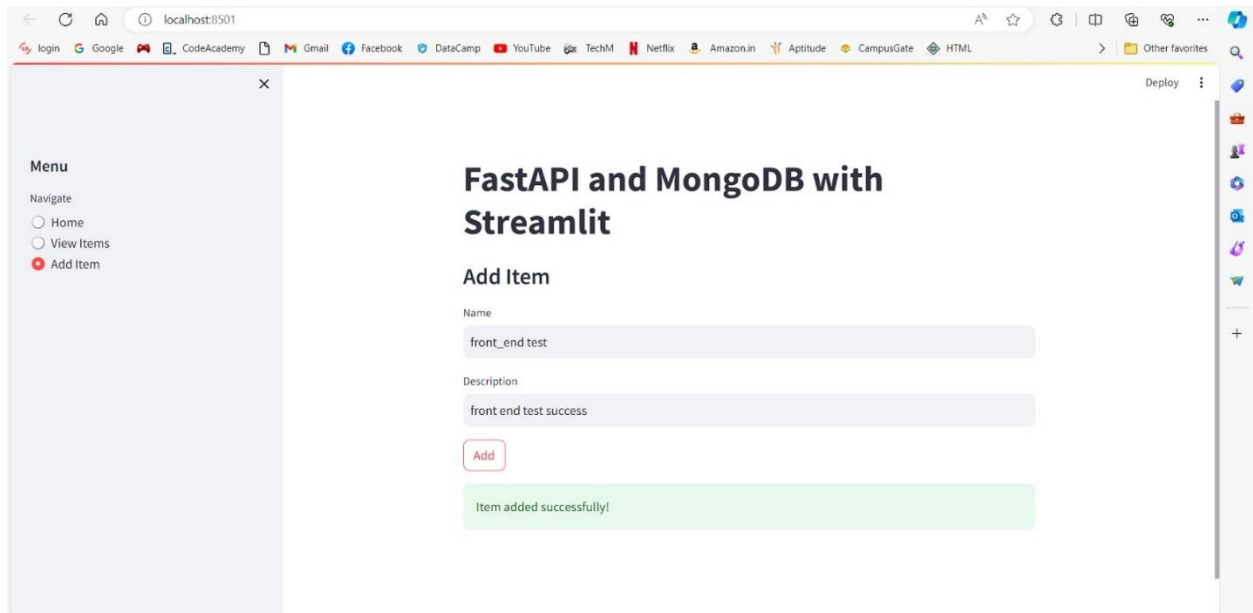 localhost:8501
login Google CodeAcademy Gmail Facebook DataCamp YouTube TechM Netflix Amazon.in Aptitude CampusGate HTML Other favorites
Deploy
Menu
Navigate
Home
View Items
Add Item
FastAPI and MongoDB with
Streamlit
Add Item
Name
front_end test
Description
front end test success
Add
Item added successfully!